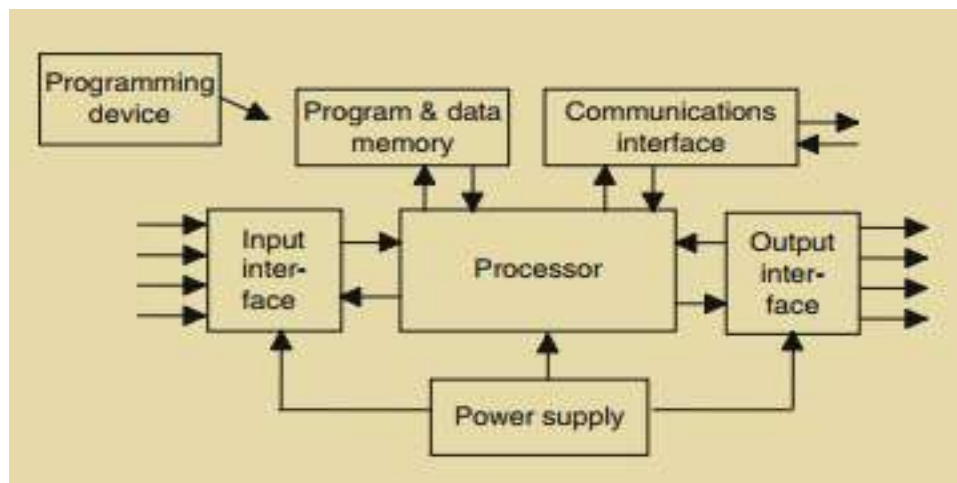 Programming
device
Program & data
memory
Communications
interface
Input
inter-
face
Processor
Output
inter-
face
Power supply